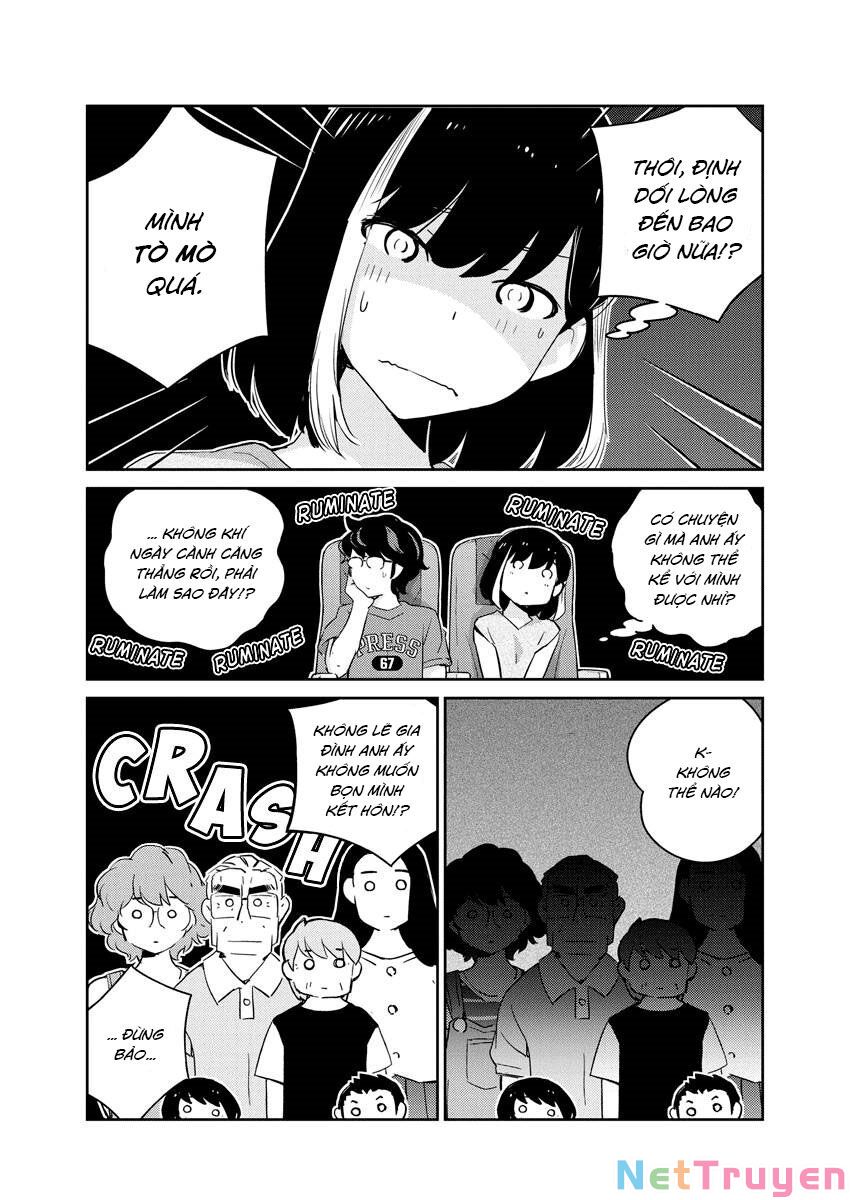 THÔI, ĐỊNH
DỐI LÒNG
ĐẾN BAO
GIỜ NỮA!?
MÌNH
TÒ MÒ
QUÁ.
CÓ CHUYỆN
GÌ MÀ ANH ẤY
KHÔNG THỂ
KỂ VỚI MÌNH
ĐƯỢC NHỈ?
RUMINATE
RUMINATE
RUMINATE
... KHÔNG KHÍ
NGÀY CÀNH CĂNG
THẲNG RỒI, PHẢI
LÀM SAO ĐÂY!?
RUMINATE
RUMINATE
K-
KHÔNG
THỂ NÀO!
KHÔNG LẼ GIA
ĐÌNH ANH ẤY
KHÔNG MUỐN
BỌN MÌNH
KẾT HÔN!?
CRASH
... ĐỪNG
BẢO...
NetTruyen